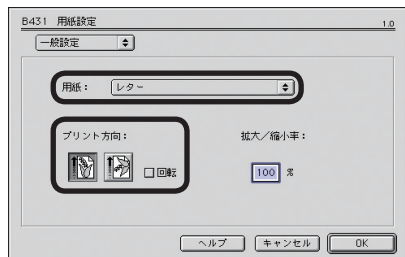 B431 用紙設定 1.0
一般設定
用紙： レター
プリント方向： 拡大／縮小率：
回転 100 %
ヘルプ キャンセル OK